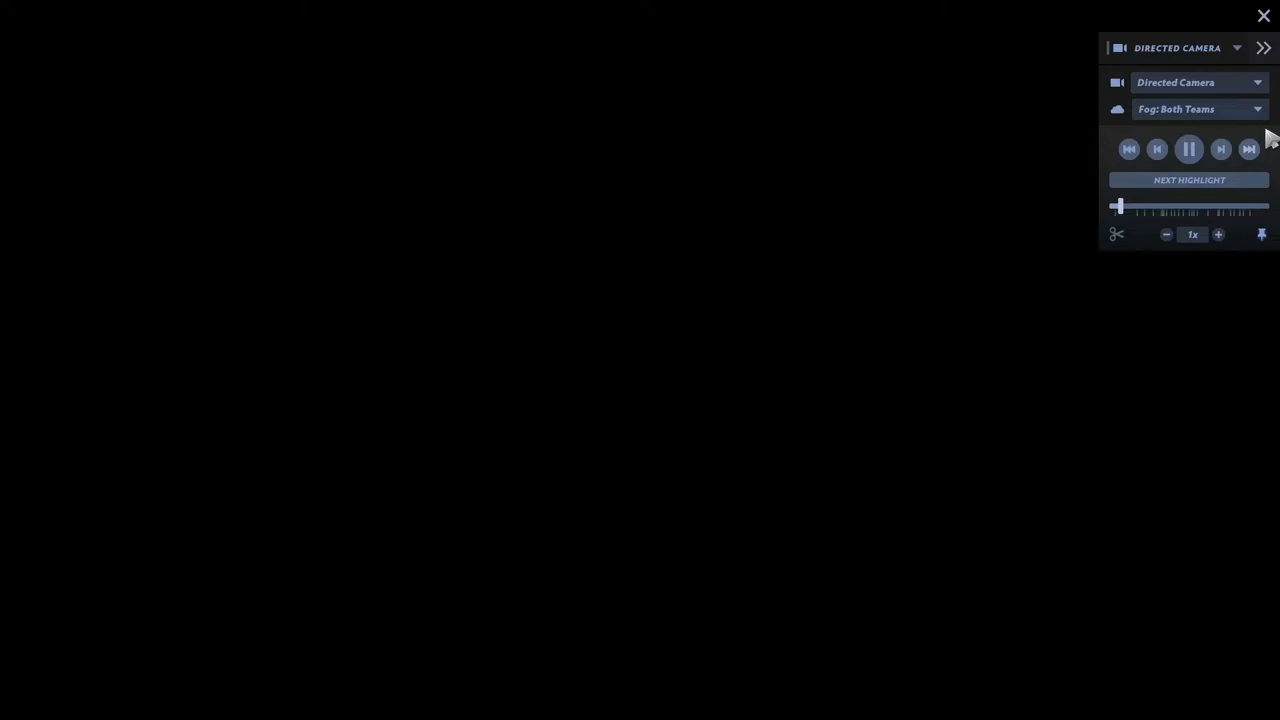 DIRECTED CAMERA
Directed Camera
Fog: Both Teams
NEXT HIGHLIGHT
1x